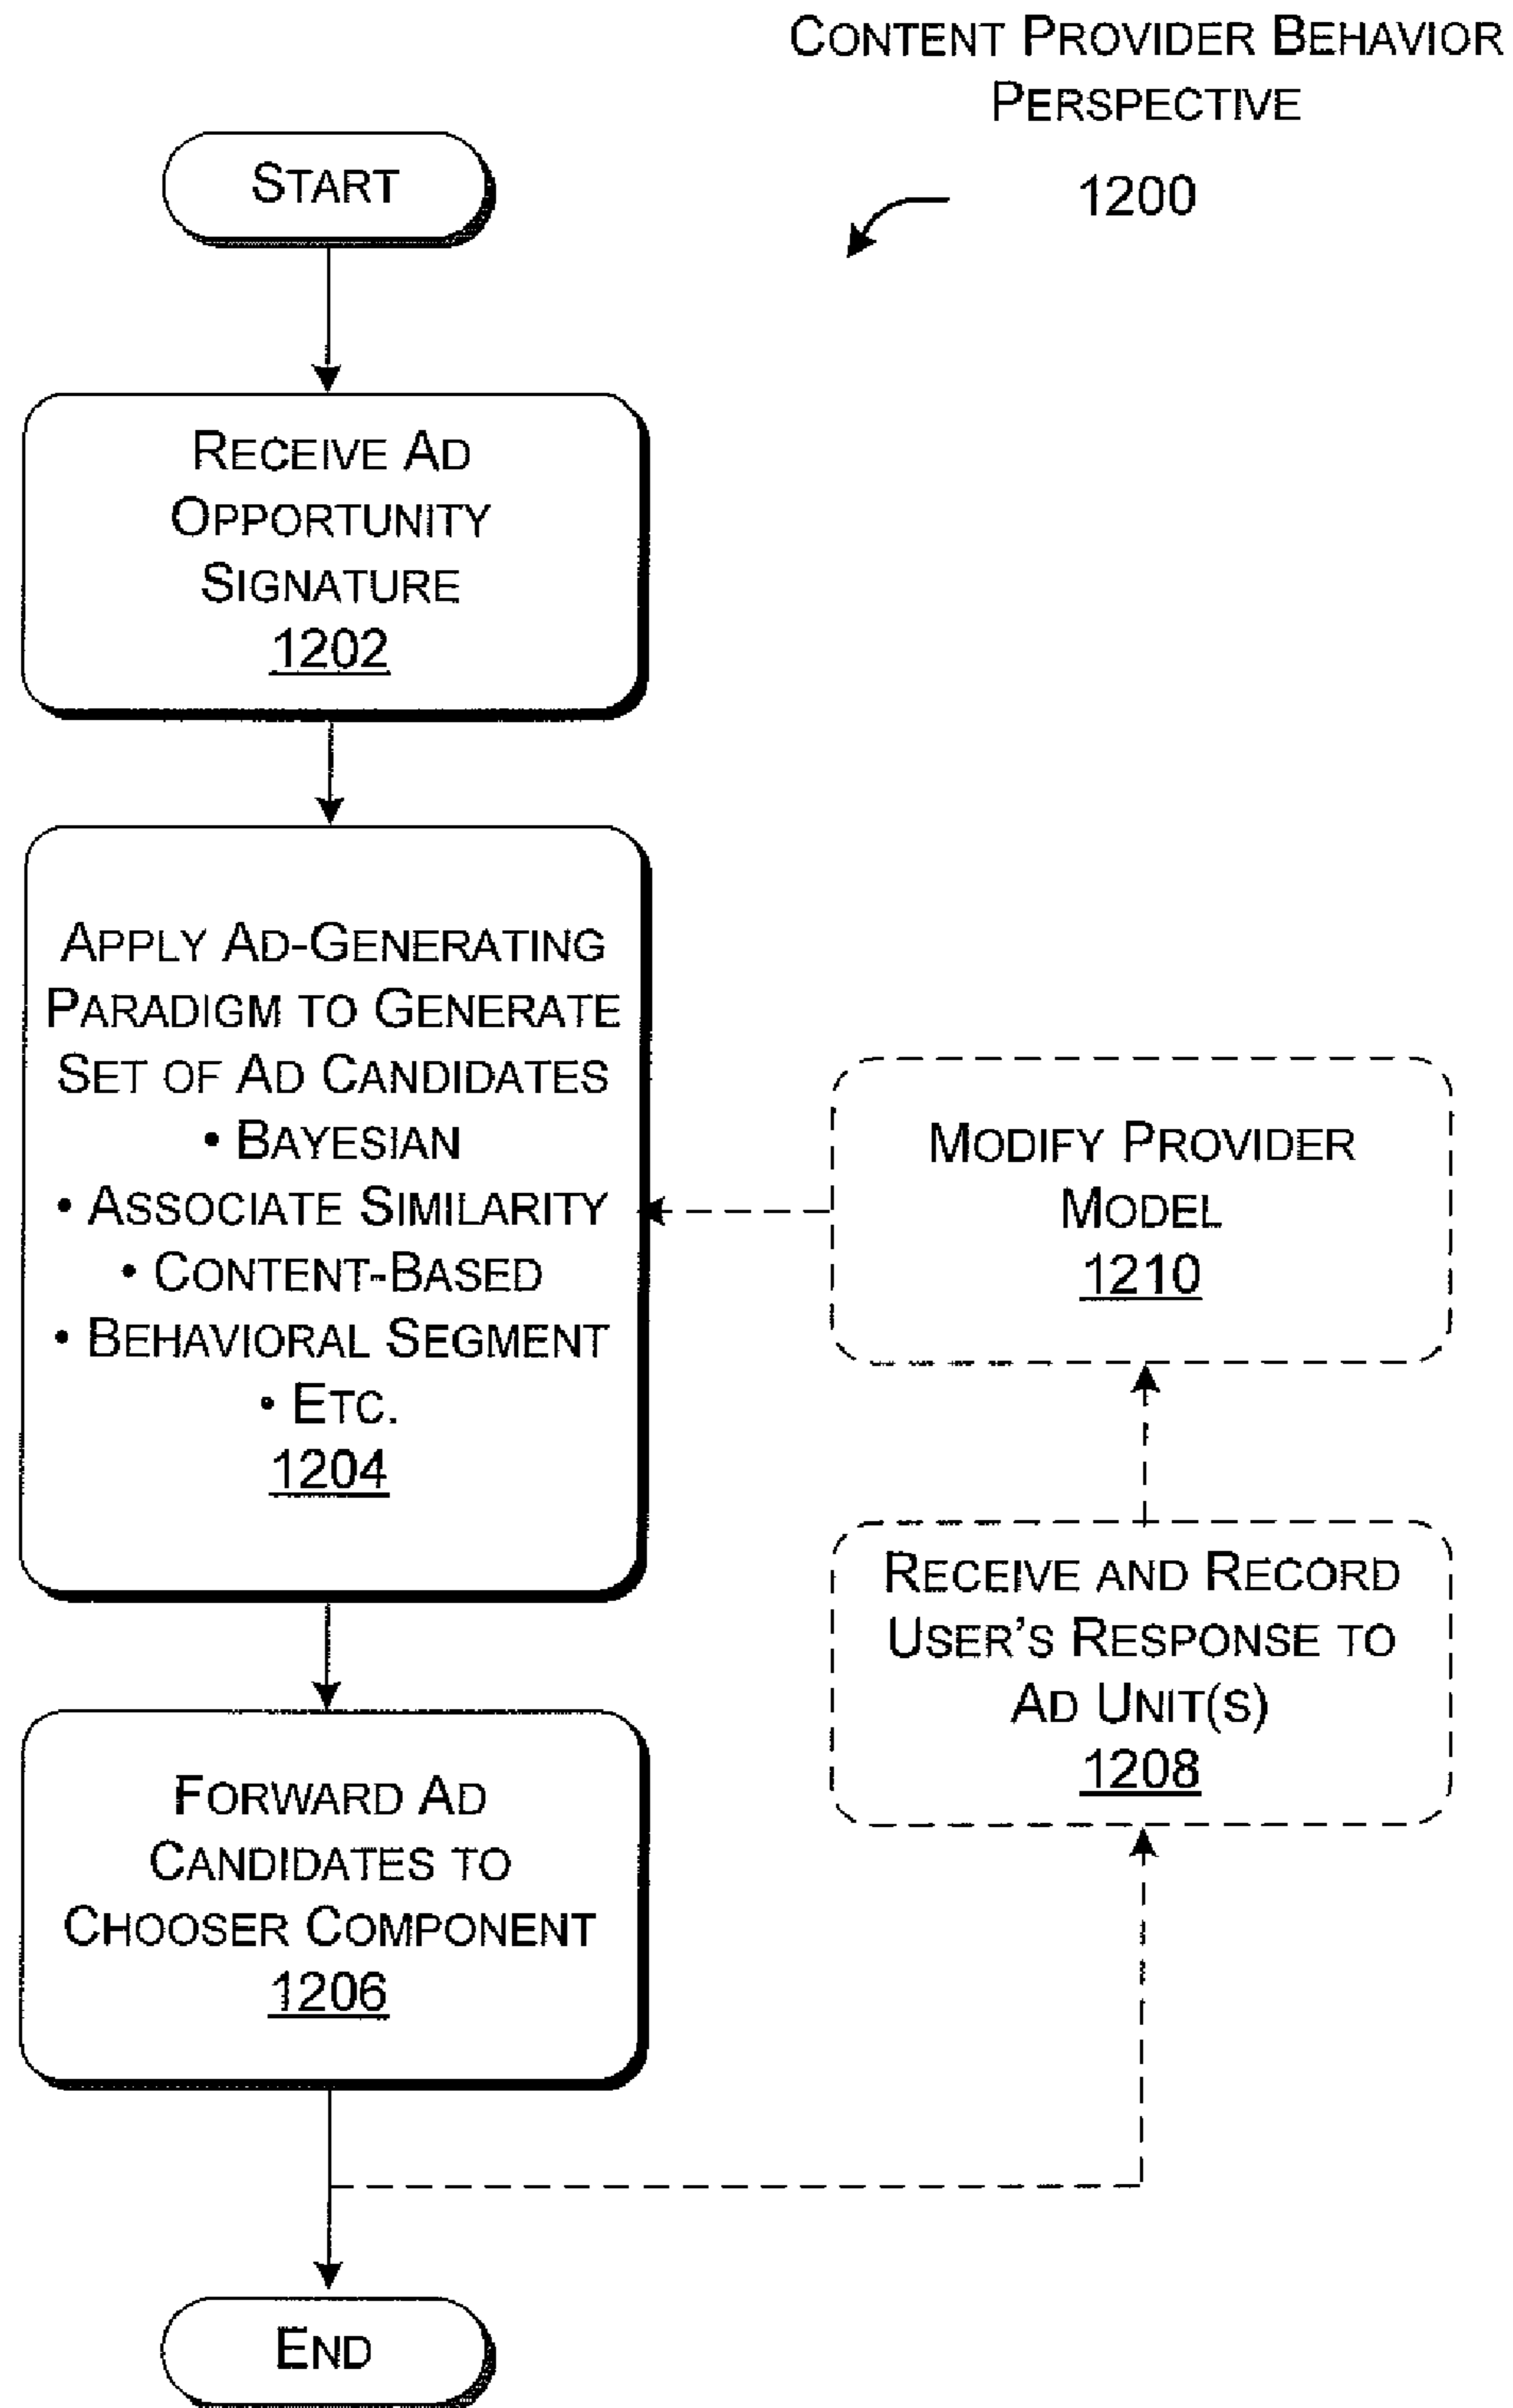 CONTENT PROVIDER BEHAVIOR
PERSPECTIVE
1200
START
RECEIVE AD
OPPORTUNITY
SIGNATURE
1202
APPLY AD-GENERATING
PARADIGM TO GENERATE
SET OF AD CANDIDATES
• BAYESIAN
• ASSOCIATE SIMILARITY
• CONTENT-BASED
• BEHAVIORAL SEGMENT
• ETC.
1204
MODIFY PROVIDER
MODEL
1210
RECEIVE AND RECORD
USER'S RESPONSE TO
AD UNIT(S)
1208
FORWARD AD
CANDIDATES TO
CHOOSER COMPONENT
1206
END